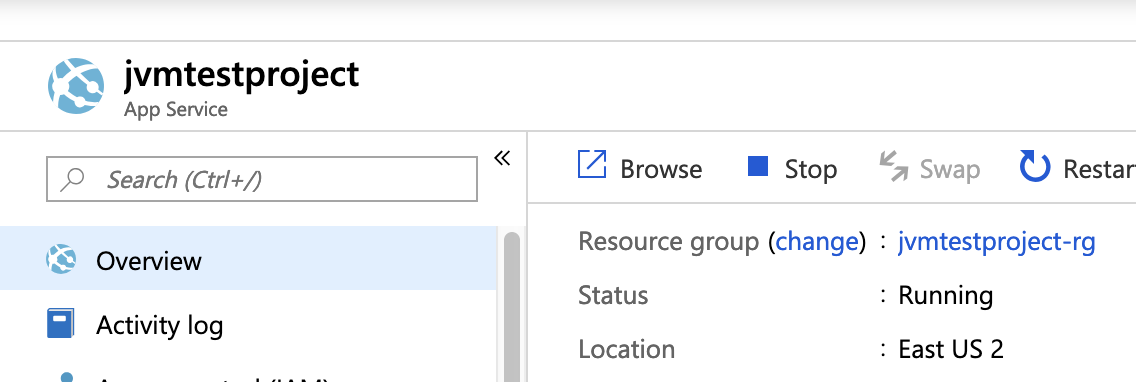 jvmtestproject
App Service
Search (Ctrl+/)
Browse
Stop
Swap
Restar
Resource group (change) : jvmtestproject-rg
Overview
Status : Running
Activity log
Location : East US 2